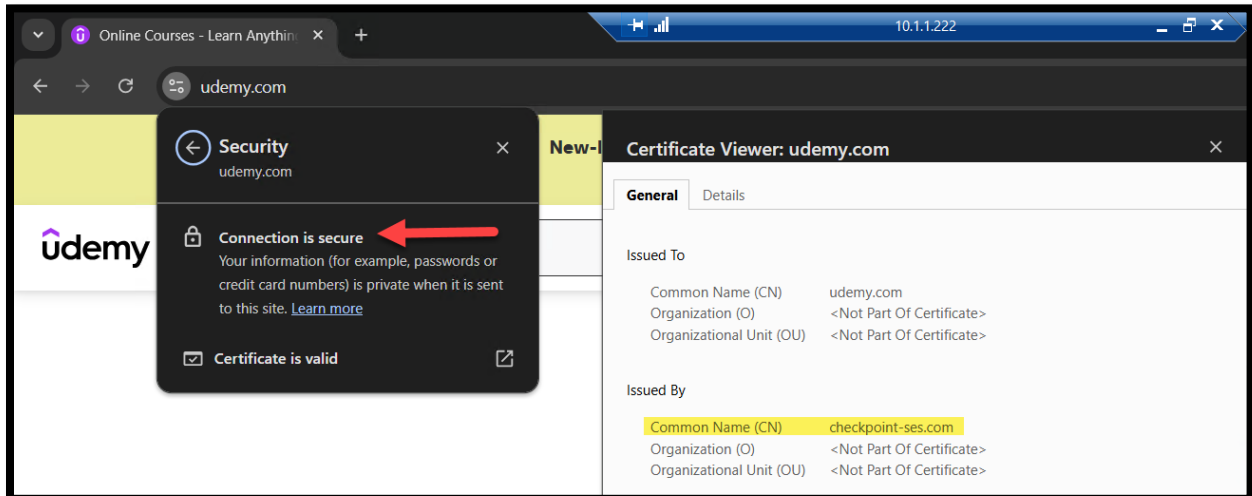 Online Courses - Learn Anything
10.1.1.222
udemy.com
Security
udemy.com
Connection is secure
Your information (for example, passwords or
credit card numbers) is private when it is sent
to this site. Learn more
Certificate is valid
ûdemy
New-
Certificate Viewer: udemy.com
General Details
Issued To
Common Name (CN) udemy.com
Organization (O) <Not Part Of Certificate>
Organizational Unit (OU) <Not Part Of Certificate>
Issued By
Common Name (CN) checkpoint-ses.com
Organization (O) <Not Part Of Certificate>
Organizational Unit (OU) <Not Part Of Certificate>